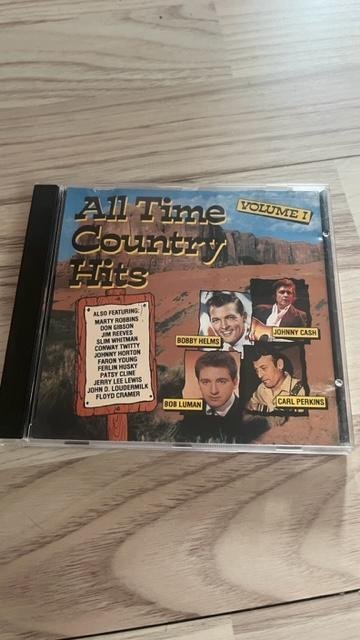 All Time
Country
Hits
VOLUME I
ALSO FEATURING:
MARTY ROBBINS
DON GIBSON
JIM REEVES
SLIM WHITMAN
CONWAY TWITTY
JOHNNY HORTON
FARON YOUNG
FERLIN HUSKY
PATSY CLINE
JERRY LEE LEWIS
JOHN D. LOUDERMILK
FLOYD CRAMER
BOBBY HELMS
JOHNNY CASH
BOB LUMAN
CARL PERKINS